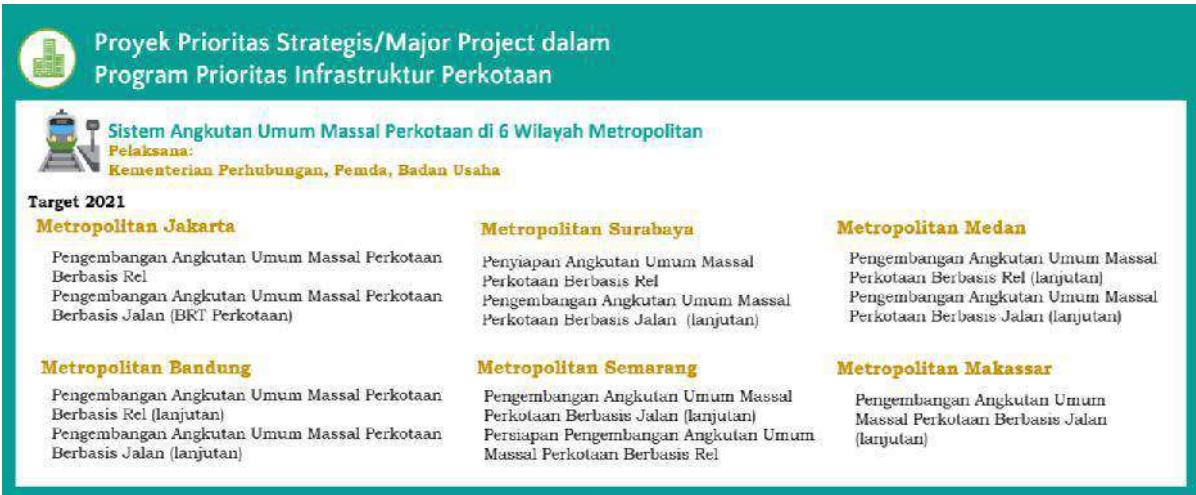 Proyek Prioritas Strategis/Major Project dalam
Program Prioritas Infrastruktur Perkotaan
Sistem Angkutan Umum Massal Perkotaan di 6 Wilayah Metropolitan
Pelaksana:
Kementerian Perhubungan, Pemda, Badan Usaha
Target 2021
Metropolitan Jakarta
Pengembangan Angkutan Umum Massal Perkotaan
Berbasis Rel
Pengembangan Angkutan Umum Massal Perkotaan
Berbasis Jalan (BRT Perkotaan)
Metropolitan Surabaya
Penyiapan Angkutan Umum Massal
Perkotaan Berbasis Rel
Pengembangan Angkutan Umum Massal
Perkotaan Berbasis Jalan (lanjutan)
Metropolitan Medan
Pengembangan Angkutan Umum Massal
Perkotaan Berbasis Rel (lanjutan)
Pengembangan Angkutan Umum Massal
Perkotaan Berbasis Jalan (lanjutan)
Metropolitan Bandung
Pengembangan Angkutan Umum Massal Perkotaan
Berbasis Rel (lanjutan)
Pengembangan Angkutan Umum Massal Perkotaan
Berbasis Jalan (lanjutan)
Metropolitan Semarang
Pengembangan Angkutan Umum Massal
Perkotaan Berbasis Jalan (lanjutan)
Persiapan Pengembangan Angkutan Umum
Massal Perkotaan Berbasis Rel
Metropolitan Makassar
Pengembangan Angkutan Umum
Massal Perkotaan Berbasis Jalan
(lanjutan)